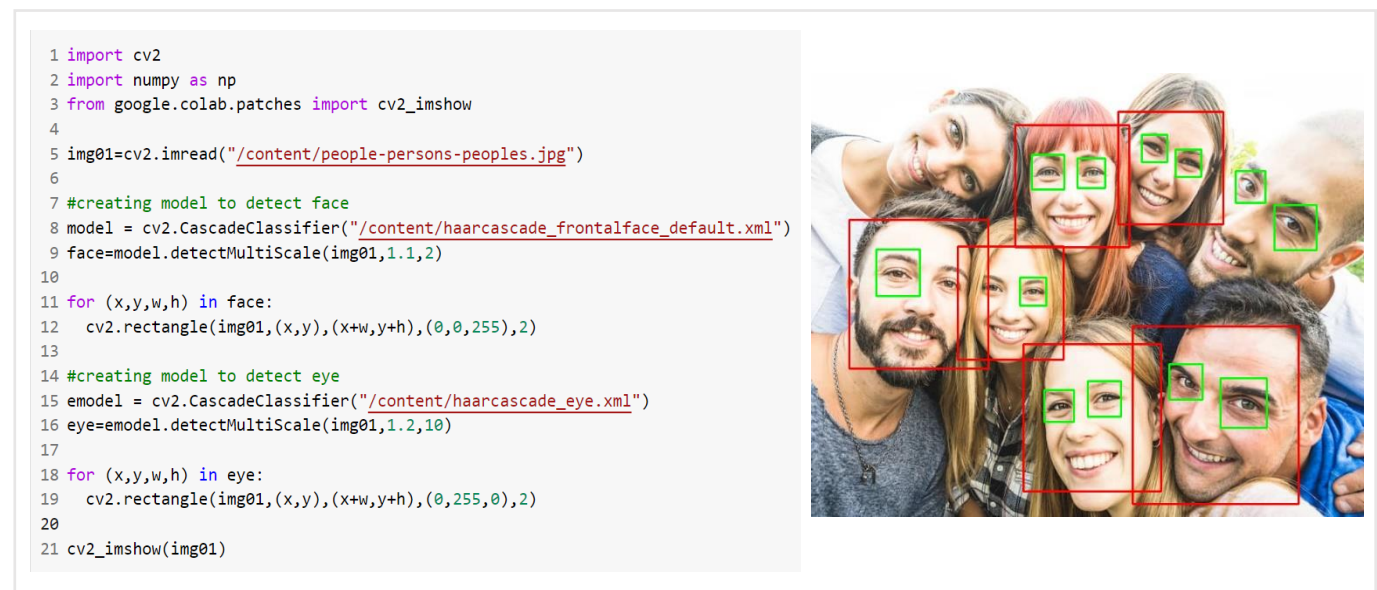 1 import cv2
2 import numpy as np
3 from google.colab.patches import cv2_imshow
4
5 img01=cv2.imread("/content/people-persons-peoples.jpg")
6
7 #creating model to detect face
8 model = cv2.CascadeClassifier("/content/haarcascade_frontalface_default.xml")
9 face=model.detectMultiScale(img01,1.1,2)
10
11 for (x,y,w,h) in face:
12   cv2.rectangle(img01,(x,y),(x+w,y+h),(0,0,255),2)
13
14 #creating model to detect eye
15 emodel = cv2.CascadeClassifier("/content/haarcascade_eye.xml")
16 eye=emodel.detectMultiScale(img01,1.2,10)
17
18 for (x,y,w,h) in eye:
19   cv2.rectangle(img01,(x,y),(x+w,y+h),(0,255,0),2)
20
21 cv2_imshow(img01)